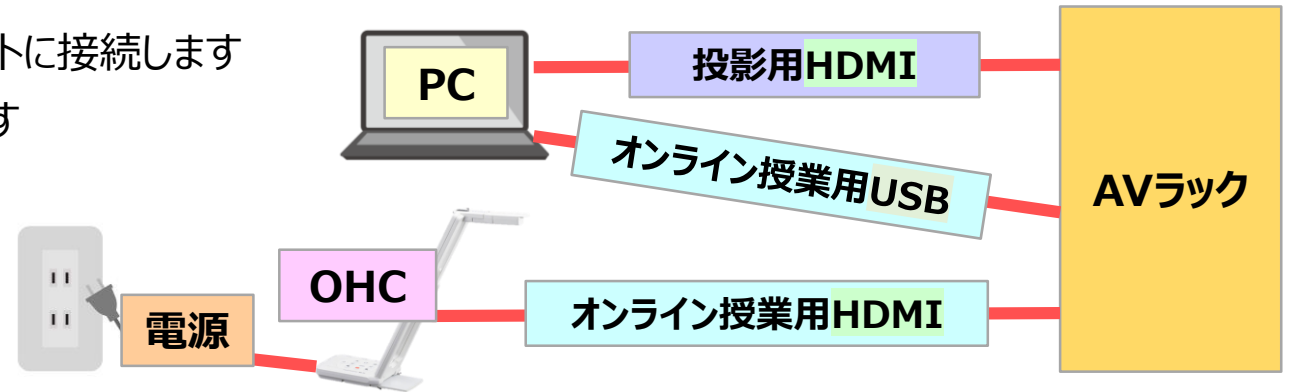 トに接続します
す
PC
投影用HDMI
オンライン授業用USB
AVラック
OHC
オンライン授業用HDMI
電源